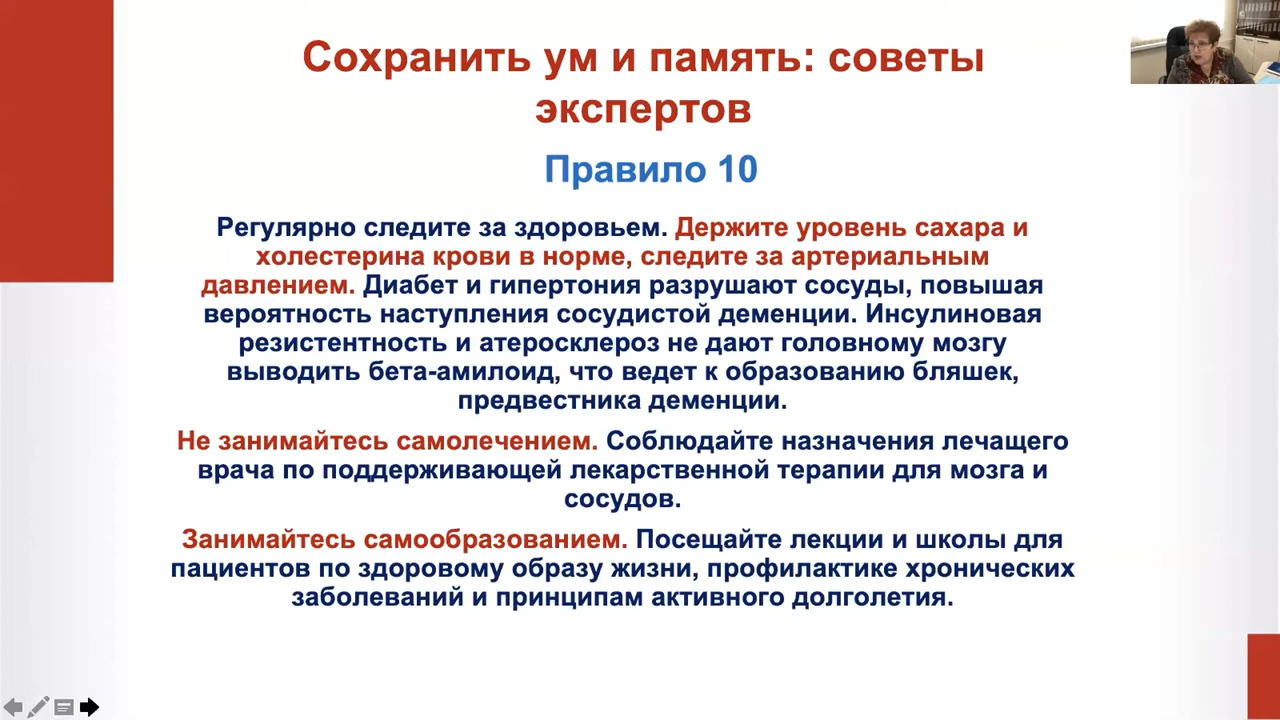 Сохранить ум и память: советы
экспертов
Правило 10
Регулярно следите за здоровьем. Держите уровень сахара и
холестерина крови в норме, следите за артериальным
давлением. Диабет и гипертония разрушают сосуды, повышая
вероятность наступления сосудистой деменции. Инсулиновая
резистентность и атеросклероз не дают головному мозгу
выводить бета-амилоид, что ведет к образованию бляшек,
предвестника деменции.
Не занимайтесь самолечением. Соблюдайте назначения лечащего
врача по поддерживающей лекарственной терапии для мозга и
сосудов.
Занимайтесь самообразованием. Посещайте лекции и школы для
пациентов по здоровому образу жизни, профилактике хронических
заболеваний и принципам активного долголетия.